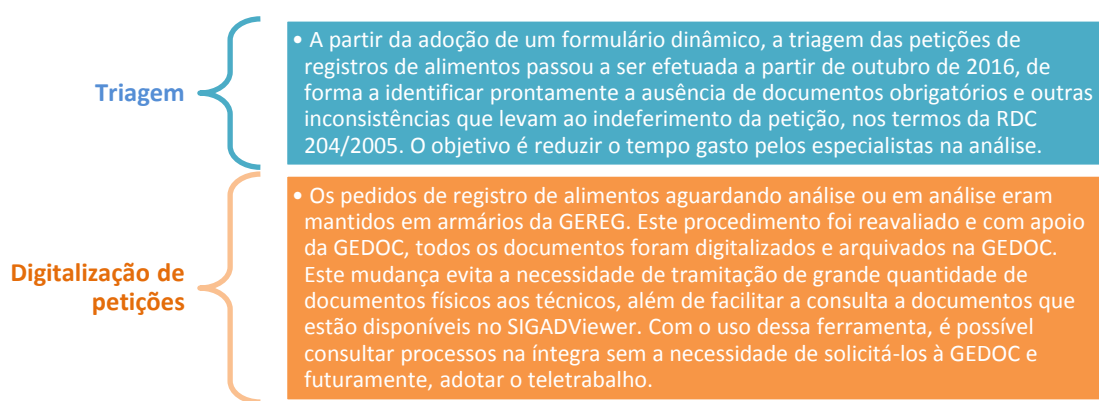 Triagem
• A partir da adoção de um formulário dinâmico, a triagem das petições de
registros de alimentos passou a ser efetuada a partir de outubro de 2016, de
forma a identificar prontamente a ausência de documentos obrigatórios e outras
inconsistências que levam ao indeferimento da petição, nos termos da RDC
204/2005. O objetivo é reduzir o tempo gasto pelos especialistas na análise.
Digitalização de
petições
• Os pedidos de registro de alimentos aguardando análise ou em análise eram
mantidos em armários da GEREG. Este procedimento foi reavaliado e com apoio
da GEDOC, todos os documentos foram digitalizados e arquivados na GEDOC.
Este mudança evita a necessidade de tramitação de grande quantidade de
documentos físicos aos técnicos, além de facilitar a consulta a documentos que
estão disponíveis no SIGADViewer. Com o uso dessa ferramenta, é possível
consultar processos na íntegra sem a necessidade de solicitá-los à GEDOC e
futuramente, adotar o teletrabalho.